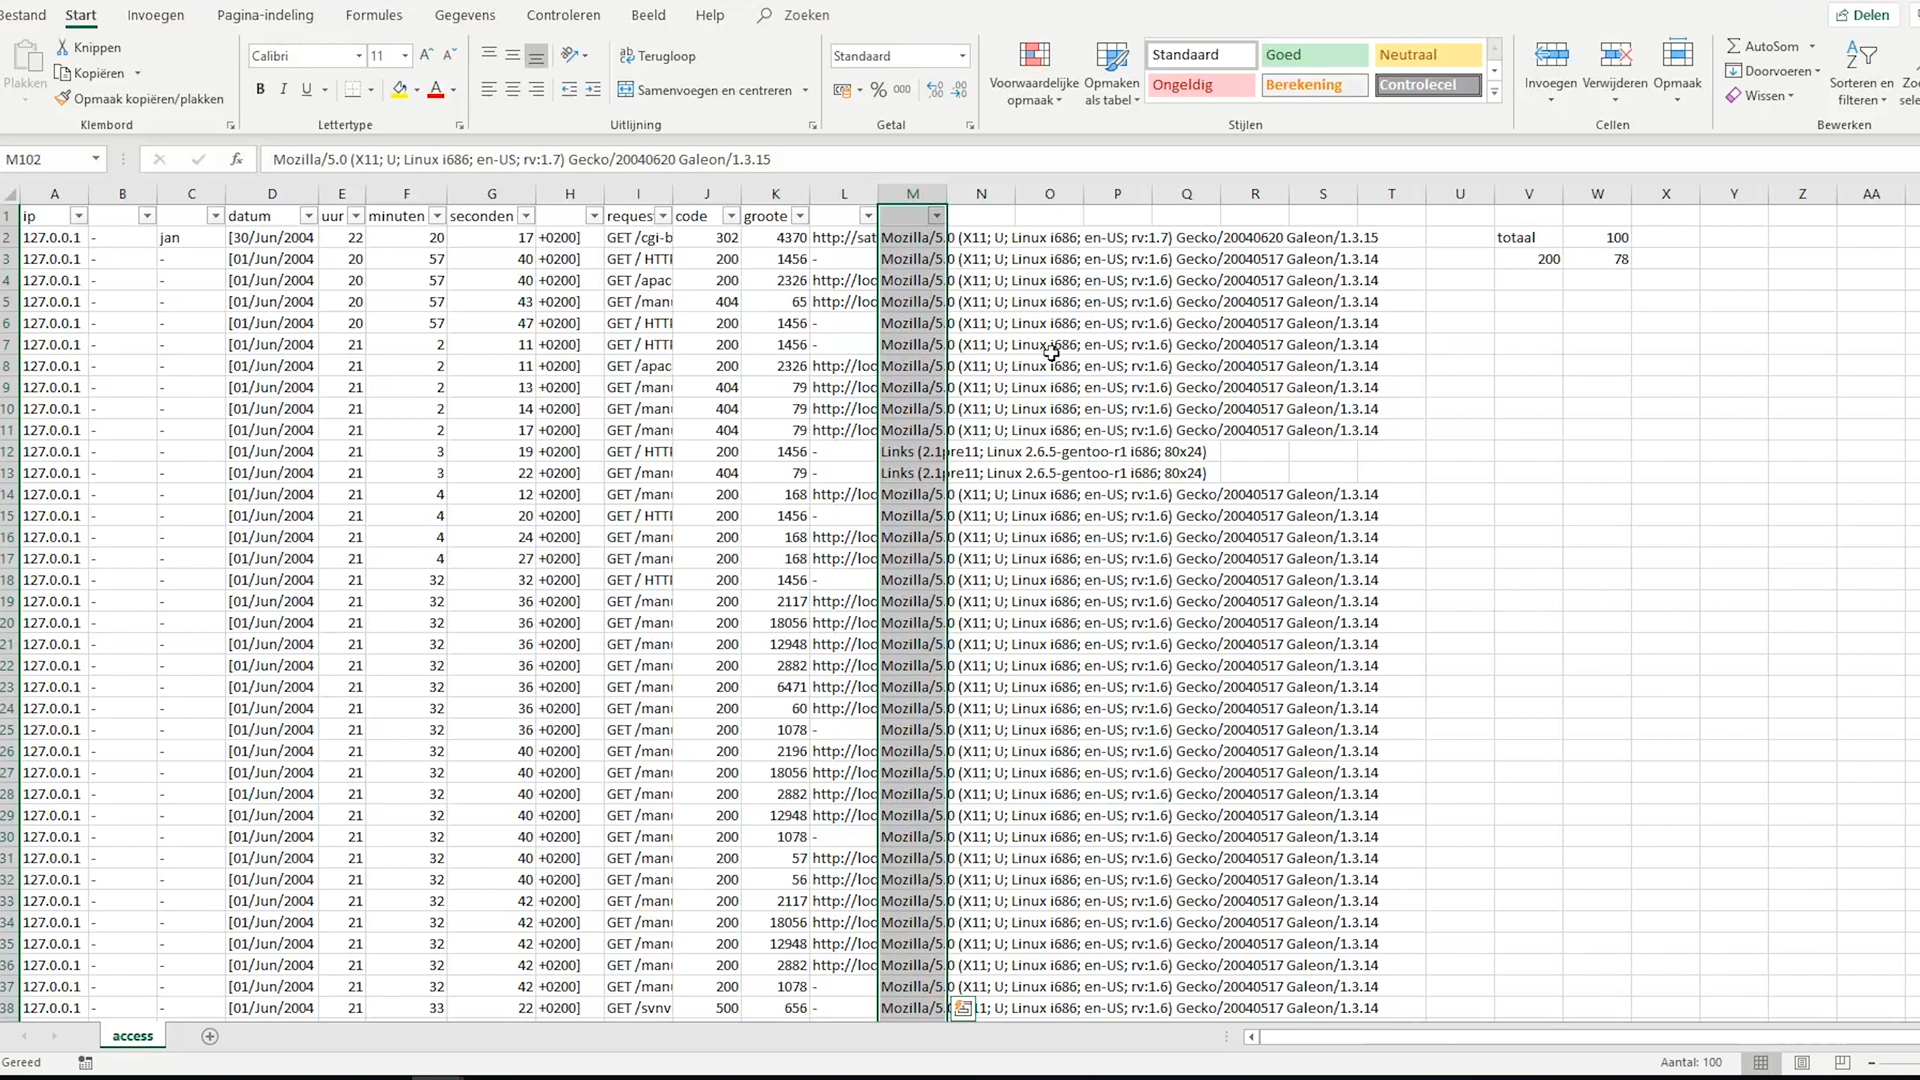 Bestand Start Invoegen Pagina-indeling Formules Gegevens Controleren Beeld Help Zoeken Delen
Plakken Knippen Kopiëren Opmaak kopiëren/plakken Klembord
Calibri 11 B I U A Lettertype
Terugloop Samenvoegen en centreren Uitlijning
Standaard % 000 Getal
Voorwaardelijke opmaak Opmaken als tabel Standaard Goed Neutraal Ongeldig Berekening Controlecel Stijlen
Invoegen Verwijderen Opmaak Cellen
AutoSom Doorvoeren Wissen Sorteren en filteren Bewerken
M102 fx Mozilla/5.0 (X11; U; Linux i686; en-US; rv:1.7) Gecko/20040620 Galeon/1.3.15
A B C D E F G H I J K L M N O P Q R S T U V W X Y Z AA
1 ip datum uur minuten seconden reques code groote
2 127.0.0.1 - jan [30/Jun/2004 22 20 17 +0200] GET /cgi-b 302 4370 http://sat Mozilla/5.0 (X11; U; Linux i686; en-US; rv:1.7) Gecko/20040620 Galeon/1.3.15 totaal 100
3 127.0.0.1 - - [01/Jun/2004 20 57 40 +0200] GET / HTT 200 1456 - Mozilla/5.0 (X11; U; Linux i686; en-US; rv:1.6) Gecko/20040517 Galeon/1.3.14 200 78
4 127.0.0.1 - - [01/Jun/2004 20 57 40 +0200] GET /apac 200 2326 http://loc Mozilla/5.0 (X11; U; Linux i686; en-US; rv:1.6) Gecko/20040517 Galeon/1.3.14
5 127.0.0.1 - - [01/Jun/2004 20 57 43 +0200] GET /man 404 65 http://loc Mozilla/5.0 (X11; U; Linux i686; en-US; rv:1.6) Gecko/20040517 Galeon/1.3.14
6 127.0.0.1 - - [01/Jun/2004 20 57 47 +0200] GET / HTT 200 1456 - Mozilla/5.0 (X11; U; Linux i686; en-US; rv:1.6) Gecko/20040517 Galeon/1.3.14
7 127.0.0.1 - - [01/Jun/2004 21 2 11 +0200] GET / HTT 200 1456 - Mozilla/5.0 (X11; U; Linux i686; en-US; rv:1.6) Gecko/20040517 Galeon/1.3.14
8 127.0.0.1 - - [01/Jun/2004 21 2 11 +0200] GET /apac 200 2326 http://loc Mozilla/5.0 (X11; U; Linux i686; en-US; rv:1.6) Gecko/20040517 Galeon/1.3.14
9 127.0.0.1 - - [01/Jun/2004 21 2 13 +0200] GET /man 404 79 http://loc Mozilla/5.0 (X11; U; Linux i686; en-US; rv:1.6) Gecko/20040517 Galeon/1.3.14
10 127.0.0.1 - - [01/Jun/2004 21 2 14 +0200] GET /man 404 79 http://loc Mozilla/5.0 (X11; U; Linux i686; en-US; rv:1.6) Gecko/20040517 Galeon/1.3.14
11 127.0.0.1 - - [01/Jun/2004 21 2 17 +0200] GET /man 404 79 http://loc Mozilla/5.0 (X11; U; Linux i686; en-US; rv:1.6) Gecko/20040517 Galeon/1.3.14
12 127.0.0.1 - - [01/Jun/2004 21 3 19 +0200] GET / HTT 200 1456 - Links (2.1pre11; Linux 2.6.5-gentoo-r1 i686; 80x24)
13 127.0.0.1 - - [01/Jun/2004 21 3 22 +0200] GET /man 404 79 - Links (2.1pre11; Linux 2.6.5-gentoo-r1 i686; 80x24)
14 127.0.0.1 - - [01/Jun/2004 21 4 12 +0200] GET /man 200 168 http://loc Mozilla/5.0 (X11; U; Linux i686; en-US; rv:1.6) Gecko/20040517 Galeon/1.3.14
15 127.0.0.1 - - [01/Jun/2004 21 4 20 +0200] GET / HTT 200 1456 - Mozilla/5.0 (X11; U; Linux i686; en-US; rv:1.6) Gecko/20040517 Galeon/1.3.14
16 127.0.0.1 - - [01/Jun/2004 21 4 24 +0200] GET /man 200 168 http://loc Mozilla/5.0 (X11; U; Linux i686; en-US; rv:1.6) Gecko/20040517 Galeon/1.3.14
17 127.0.0.1 - - [01/Jun/2004 21 4 27 +0200] GET /man 200 168 http://loc Mozilla/5.0 (X11; U; Linux i686; en-US; rv:1.6) Gecko/20040517 Galeon/1.3.14
18 127.0.0.1 - - [01/Jun/2004 21 32 32 +0200] GET / HTT 200 1456 - Mozilla/5.0 (X11; U; Linux i686; en-US; rv:1.6) Gecko/20040517 Galeon/1.3.14
19 127.0.0.1 - - [01/Jun/2004 21 32 36 +0200] GET /man 200 2117 http://loc Mozilla/5.0 (X11; U; Linux i686; en-US; rv:1.6) Gecko/20040517 Galeon/1.3.14
20 127.0.0.1 - - [01/Jun/2004 21 32 36 +0200] GET /man 200 18056 http://loc Mozilla/5.0 (X11; U; Linux i686; en-US; rv:1.6) Gecko/20040517 Galeon/1.3.14
21 127.0.0.1 - - [01/Jun/2004 21 32 36 +0200] GET /man 200 12948 http://loc Mozilla/5.0 (X11; U; Linux i686; en-US; rv:1.6) Gecko/20040517 Galeon/1.3.14
22 127.0.0.1 - - [01/Jun/2004 21 32 36 +0200] GET /man 200 2882 http://loc Mozilla/5.0 (X11; U; Linux i686; en-US; rv:1.6) Gecko/20040517 Galeon/1.3.14
23 127.0.0.1 - - [01/Jun/2004 21 32 36 +0200] GET /man 200 6471 http://loc Mozilla/5.0 (X11; U; Linux i686; en-US; rv:1.6) Gecko/20040517 Galeon/1.3.14
24 127.0.0.1 - - [01/Jun/2004 21 32 36 +0200] GET /man 200 60 http://loc Mozilla/5.0 (X11; U; Linux i686; en-US; rv:1.6) Gecko/20040517 Galeon/1.3.14
25 127.0.0.1 - - [01/Jun/2004 21 32 36 +0200] GET /man 200 1078 - Mozilla/5.0 (X11; U; Linux i686; en-US; rv:1.6) Gecko/20040517 Galeon/1.3.14
26 127.0.0.1 - - [01/Jun/2004 21 32 40 +0200] GET /man 200 2196 http://loc Mozilla/5.0 (X11; U; Linux i686; en-US; rv:1.6) Gecko/20040517 Galeon/1.3.14
27 127.0.0.1 - - [01/Jun/2004 21 32 40 +0200] GET /man 200 18056 http://loc Mozilla/5.0 (X11; U; Linux i686; en-US; rv:1.6) Gecko/20040517 Galeon/1.3.14
28 127.0.0.1 - - [01/Jun/2004 21 32 40 +0200] GET /man 200 2882 http://loc Mozilla/5.0 (X11; U; Linux i686; en-US; rv:1.6) Gecko/20040517 Galeon/1.3.14
29 127.0.0.1 - - [01/Jun/2004 21 32 40 +0200] GET /man 200 12948 http://loc Mozilla/5.0 (X11; U; Linux i686; en-US; rv:1.6) Gecko/20040517 Galeon/1.3.14
30 127.0.0.1 - - [01/Jun/2004 21 32 40 +0200] GET /man 200 1078 - Mozilla/5.0 (X11; U; Linux i686; en-US; rv:1.6) Gecko/20040517 Galeon/1.3.14
31 127.0.0.1 - - [01/Jun/2004 21 32 40 +0200] GET /man 200 57 http://loc Mozilla/5.0 (X11; U; Linux i686; en-US; rv:1.6) Gecko/20040517 Galeon/1.3.14
32 127.0.0.1 - - [01/Jun/2004 21 32 40 +0200] GET /man 200 56 http://loc Mozilla/5.0 (X11; U; Linux i686; en-US; rv:1.6) Gecko/20040517 Galeon/1.3.14
33 127.0.0.1 - - [01/Jun/2004 21 32 42 +0200] GET /man 200 2117 http://loc Mozilla/5.0 (X11; U; Linux i686; en-US; rv:1.6) Gecko/20040517 Galeon/1.3.14
34 127.0.0.1 - - [01/Jun/2004 21 32 42 +0200] GET /man 200 18056 http://loc Mozilla/5.0 (X11; U; Linux i686; en-US; rv:1.6) Gecko/20040517 Galeon/1.3.14
35 127.0.0.1 - - [01/Jun/2004 21 32 42 +0200] GET /man 200 12948 http://loc Mozilla/5.0 (X11; U; Linux i686; en-US; rv:1.6) Gecko/20040517 Galeon/1.3.14
36 127.0.0.1 - - [01/Jun/2004 21 32 42 +0200] GET /man 200 2882 http://loc Mozilla/5.0 (X11; U; Linux i686; en-US; rv:1.6) Gecko/20040517 Galeon/1.3.14
37 127.0.0.1 - - [01/Jun/2004 21 32 42 +0200] GET /man 200 1078 - Mozilla/5.0 (X11; U; Linux i686; en-US; rv:1.6) Gecko/20040517 Galeon/1.3.14
38 127.0.0.1 - - [01/Jun/2004 21 33 22 +0200] GET /svnv 500 656 - Mozilla/5. 11; U; Linux i686; en-US; rv:1.6) Gecko/20040517 Galeon/1.3.14
access
Gereed Aantal: 100